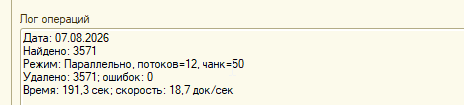 Лог операций
Дата: 07.08.2026
Найдено: 3571
Режим: Параллельно, потоков=12, чанк=50
Удалено: 3571; ошибок: 0
Время: 191,3 сек; скорость: 18,7 док/сек